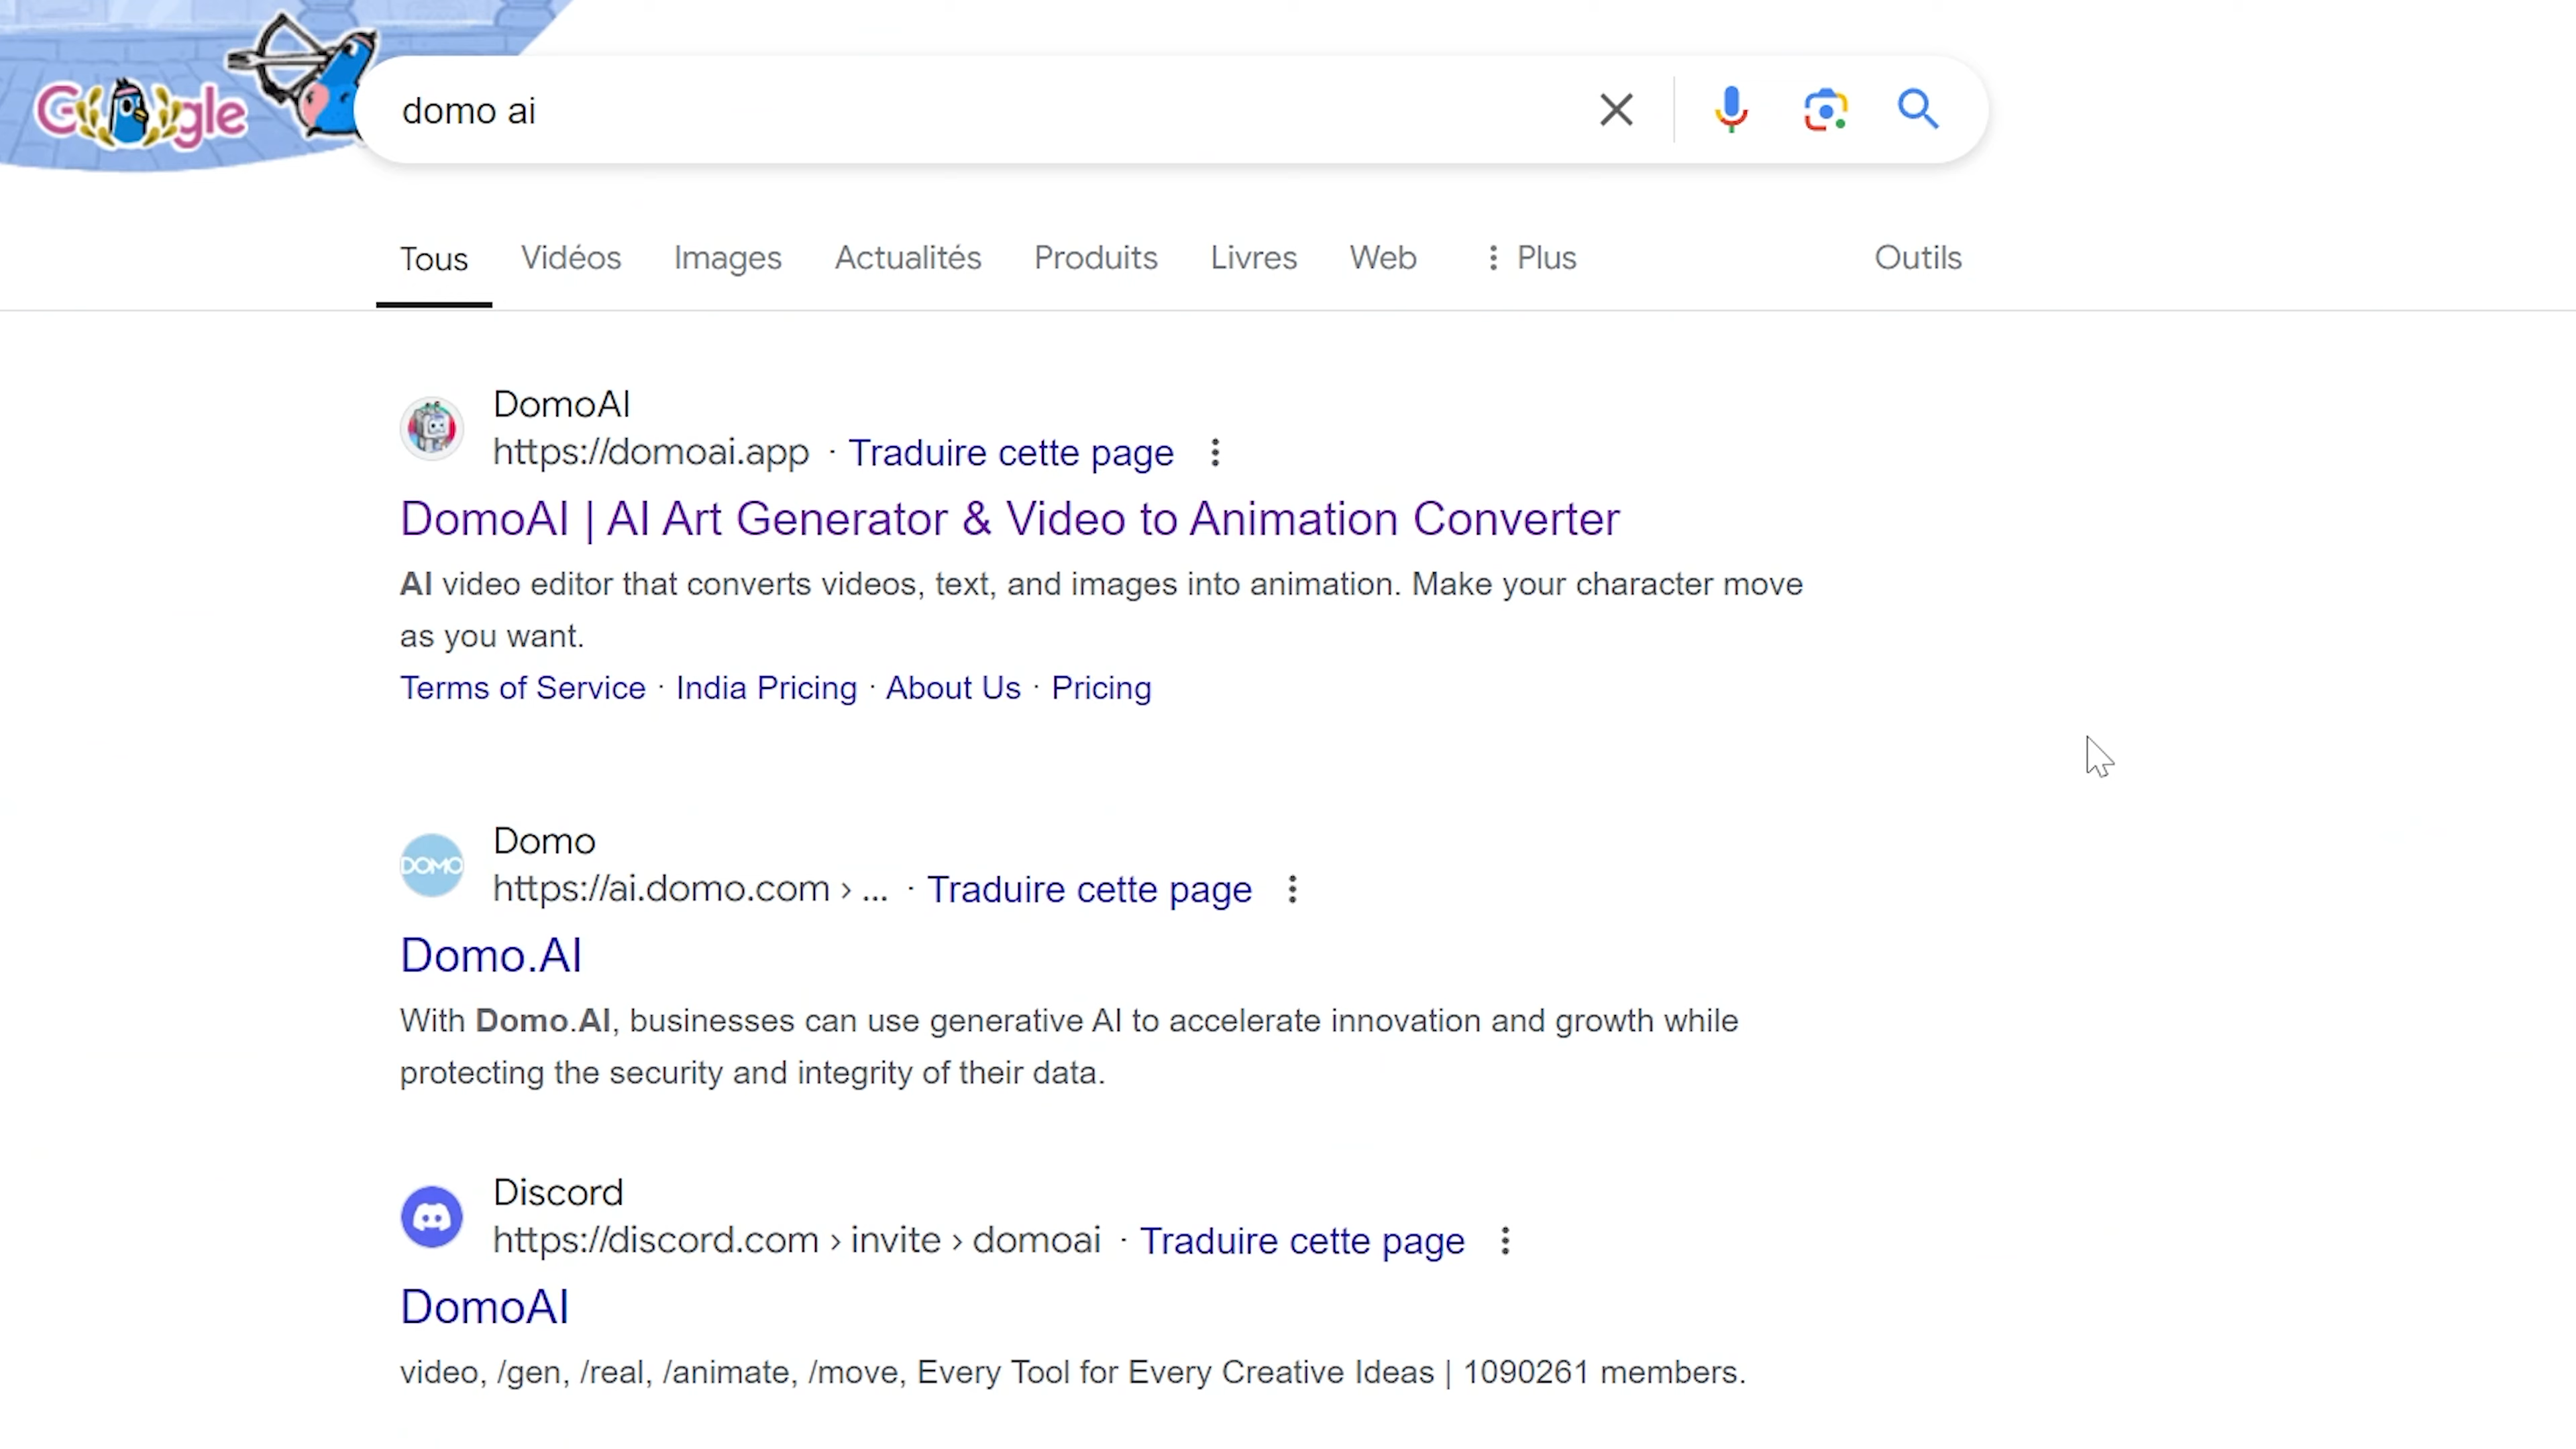 Google
domo ai
Tous Vidéos Images Actualités Produits Livres Web Plus Outils
DomoAI
https://domoai.app · Traduire cette page
DomoAI | AI Art Generator & Video to Animation Converter
AI video editor that converts videos, text, and images into animation. Make your character move
as you want.
Terms of Service · India Pricing · About Us · Pricing
DOMO
Domo
https://ai.domo.com › ... · Traduire cette page
Domo.AI
With Domo.AI, businesses can use generative AI to accelerate innovation and growth while
protecting the security and integrity of their data.
Discord
https://discord.com › invite › domoai · Traduire cette page
DomoAI
video, /gen, /real, /animate, /move, Every Tool for Every Creative Ideas | 1090261 members.